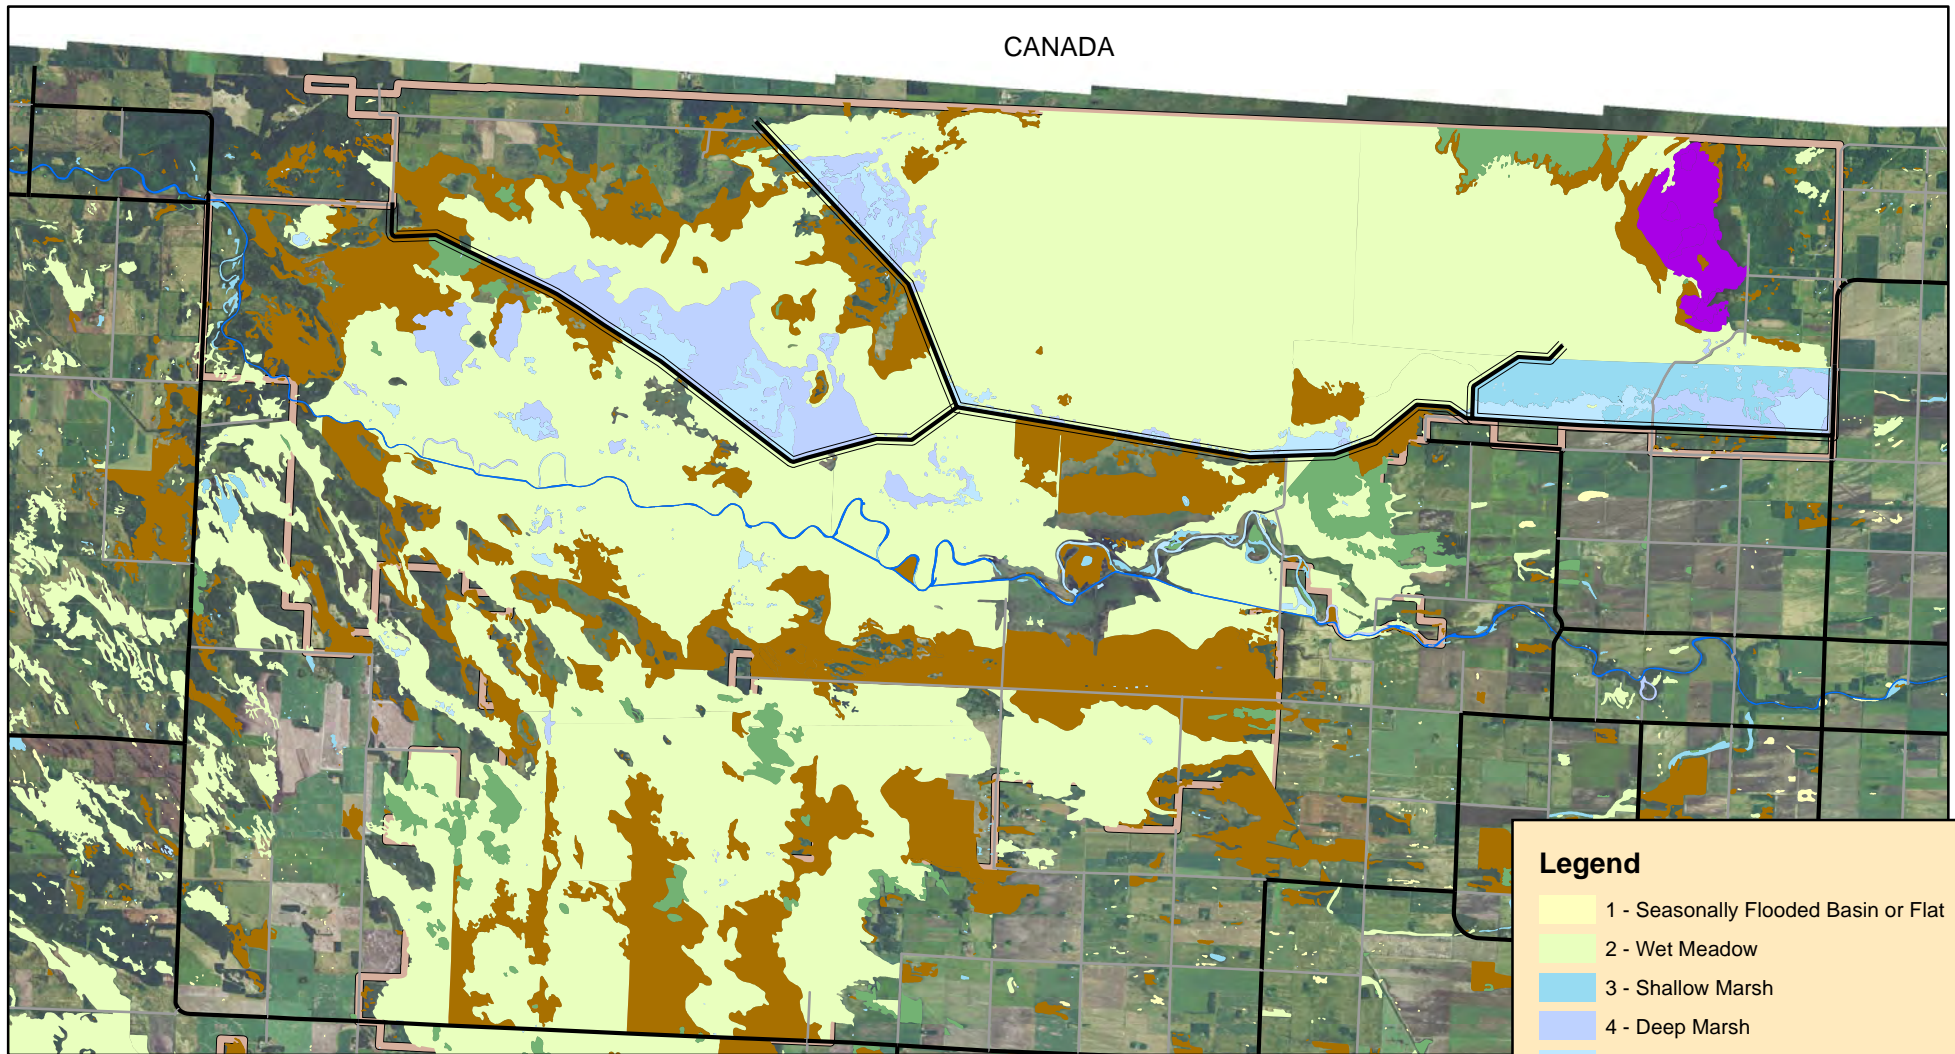 CANADA
Legend
1 - Seasonally Flooded Basin or Flat
2 - Wet Meadow
3 - Shallow Marsh
4 - Deep Marsh